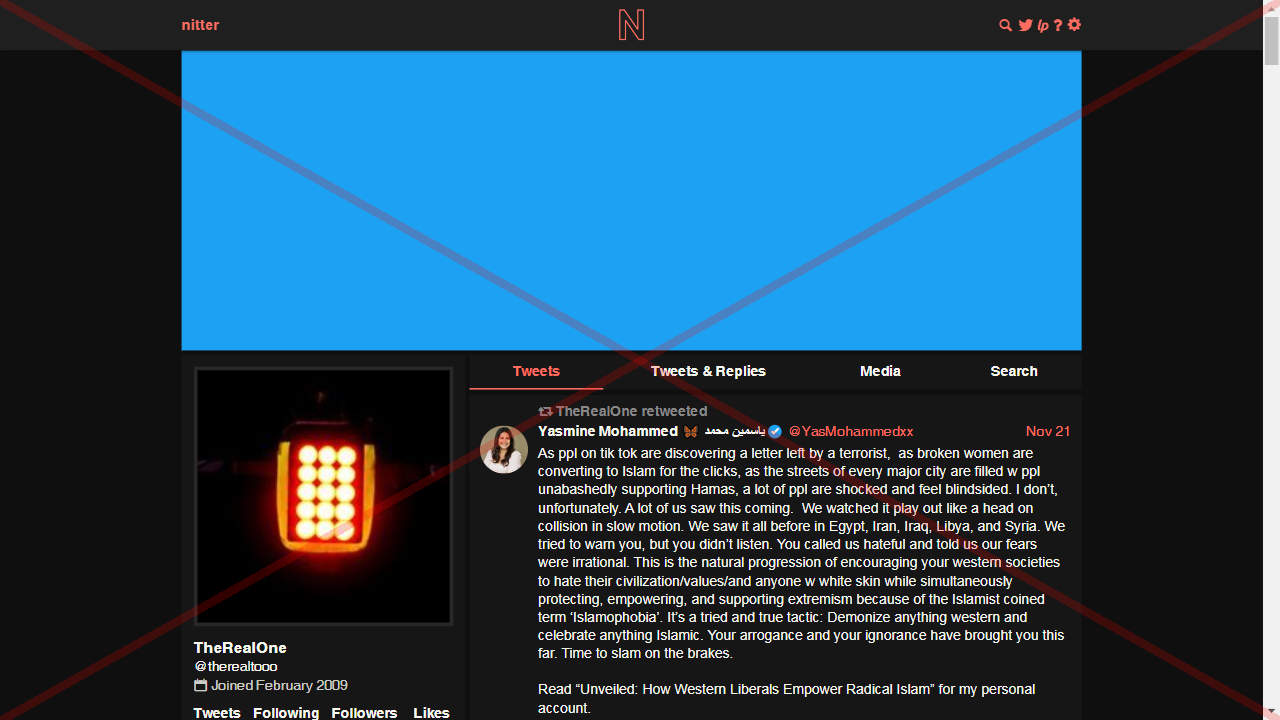 nitter
N
lp ?
Tweets
Tweets & Replies
Media
Search
TheRealOne retweeted
Yasmine Mohammed 🦋 ياسمين محمد @YasMohammedxx
Nov 21
As ppl on tik tok are discovering a letter left by a terrorist,  as broken women are
converting to Islam for the clicks, as the streets of every major city are filled w ppl
unabashedly supporting Hamas, a lot of ppl are shocked and feel blindsided. I don’t,
unfortunately. A lot of us saw this coming.  We watched it play out like a head on
collision in slow motion. We saw it all before in Egypt, Iran, Iraq, Libya, and Syria. We
tried to warn you, but you didn’t listen. You called us hateful and told us our fears
were irrational. This is the natural progression of encouraging your western societies
to hate their civilization/values/and anyone w white skin while simultaneously
protecting, empowering, and supporting extremism because of the Islamist coined
term ‘Islamophobia’. It’s a tried and true tactic: Demonize anything western and
celebrate anything Islamic. Your arrogance and your ignorance have brought you this
far. Time to slam on the brakes.
Read “Unveiled: How Western Liberals Empower Radical Islam” for my personal
account.
TheRealOne
@therealtooo
Joined February 2009
Tweets Following Followers Likes